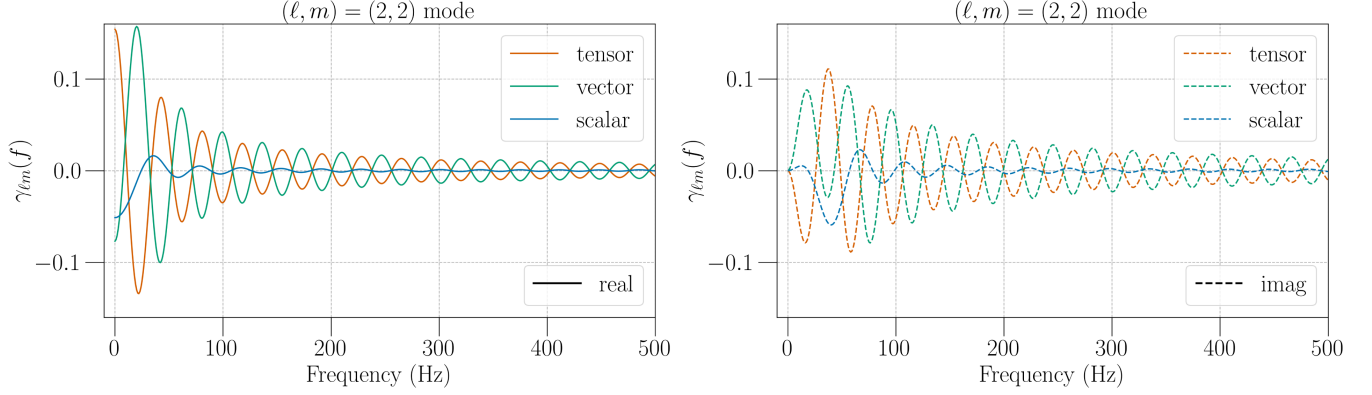 (ℓ, m) = (2, 2) mode
γℓm(f)
0.1
0.0
−0.1
tensor
vector
scalar
real
0
100
200
300
400
500
Frequency (Hz)
(ℓ, m) = (2, 2) mode
γℓm(f)
0.1
0.0
−0.1
tensor
vector
scalar
imag
0
100
200
300
400
500
Frequency (Hz)